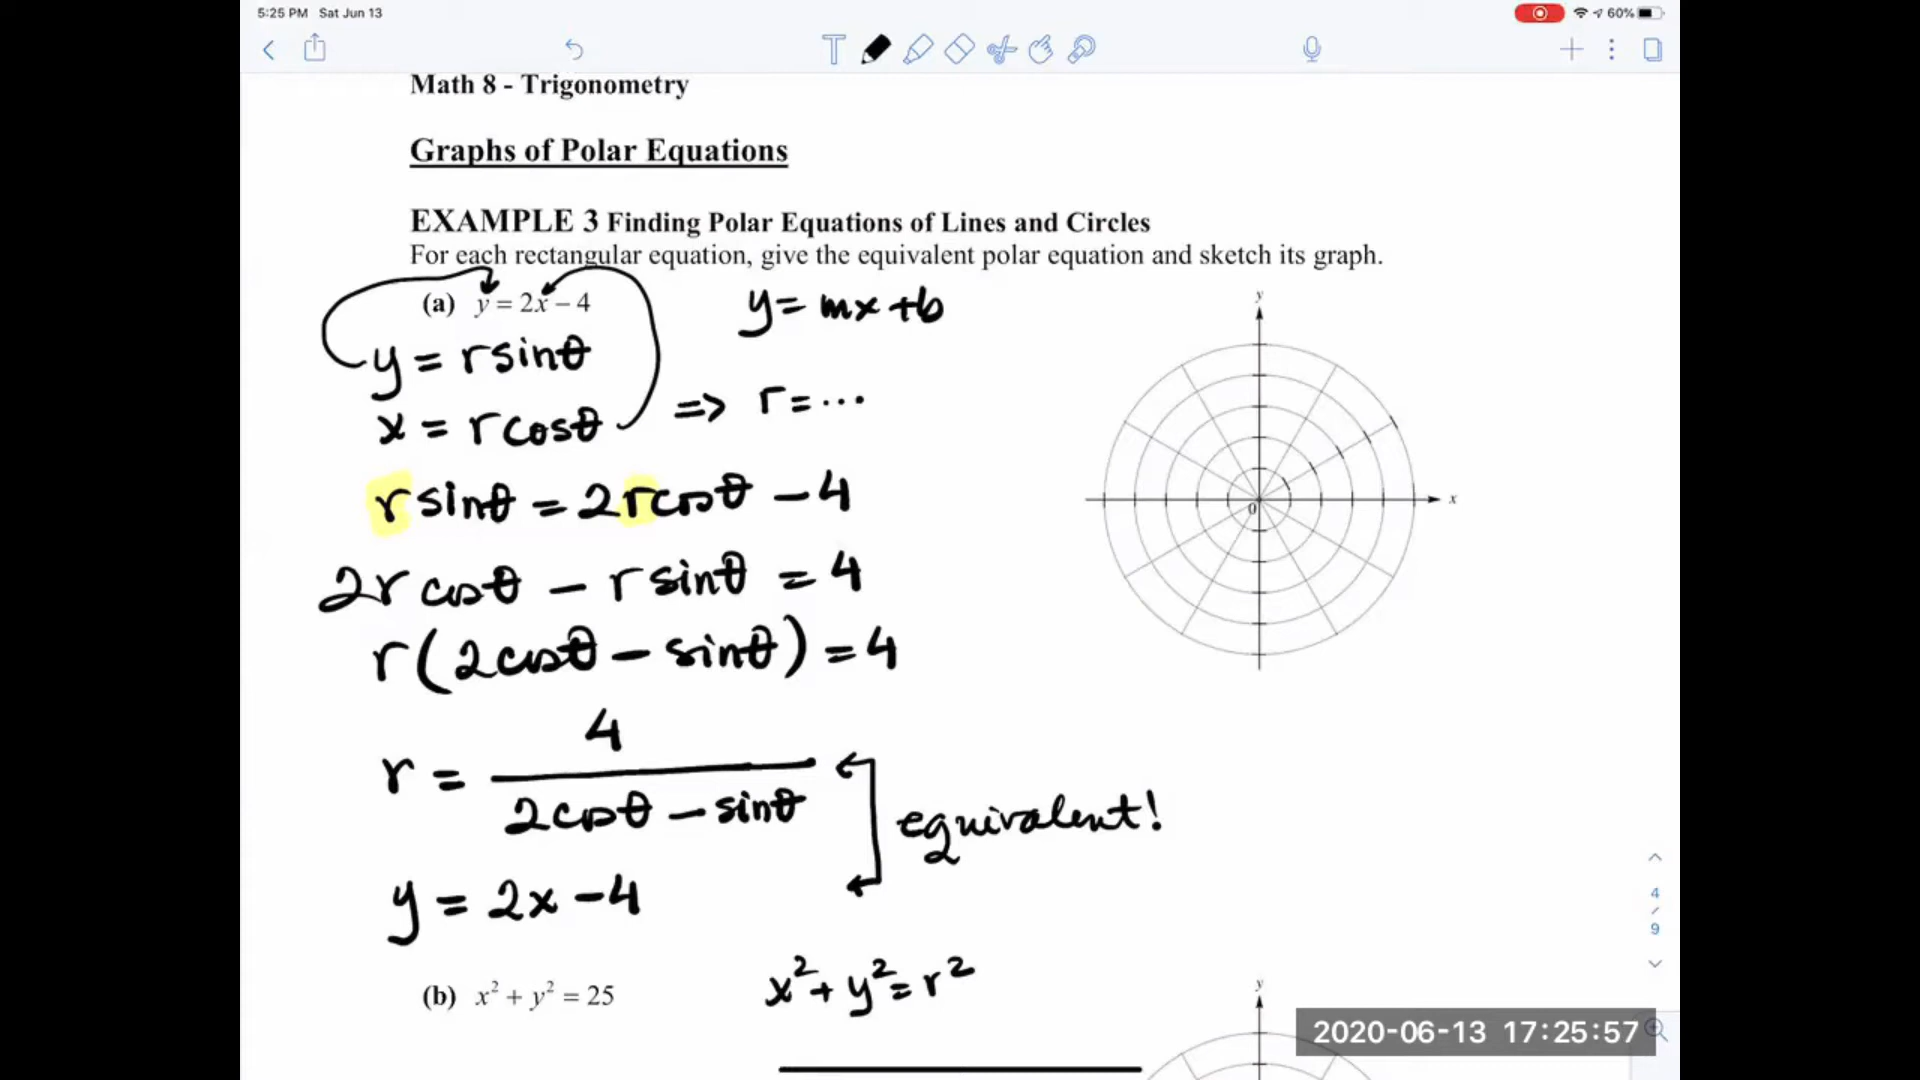 5:25 PM Sat Jun 13
60%
Math 8 - Trigonometry
Graphs of Polar Equations
EXAMPLE 3 Finding Polar Equations of Lines and Circles
For each rectangular equation, give the equivalent polar equation and sketch its graph.
(a) y = 2x – 4
y = mx + b
y = r sinθ
x = r cosθ
=> r = ...
r sinθ = 2r cosθ – 4
2r cosθ – r sinθ = 4
r(2cosθ – sinθ) = 4
r = 4 / 2cosθ – sinθ
equivalent!
y = 2x – 4
y
x
0
(b) x² + y² = 25
x² + y² = r²
y
4
/
9
2020-06-13 17:25:57